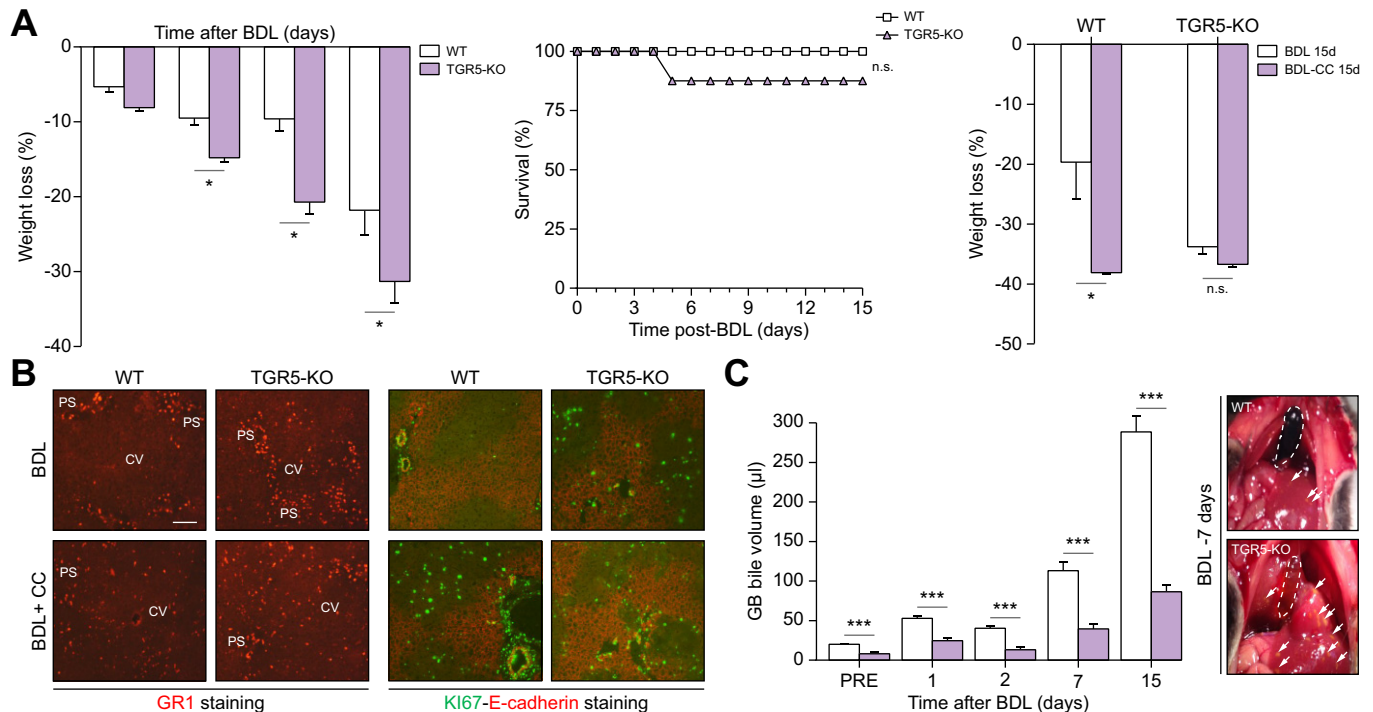 A
Time after BDL (days)
WT
TGR5-KO
0
-10
-20
-30
-40
Weight loss (%)
*
*
*
WT
TGR5-KO
100
75
50
25
0
Survival (%)
n.s.
0 3 6 9 12 15
Time post-BDL (days)
WT TGR5-KO
BDL 15d
BDL-CC 15d
0
-10
-20
-30
-40
-50
Weight loss (%)
*
n.s.
B
WT TGR5-KO WT TGR5-KO
BDL
PS
PS
CV
PS
CV
PS
BDL+ CC
PS
CV
CV
PS
GR1 staining
KI67-E-cadherin staining
C
300
250
200
150
100
50
0
GB bile volume (µl)
***
***
***
***
***
PRE 1 2 7 15
Time after BDL (days)
BDL -7 days
WT
TGR5-KO